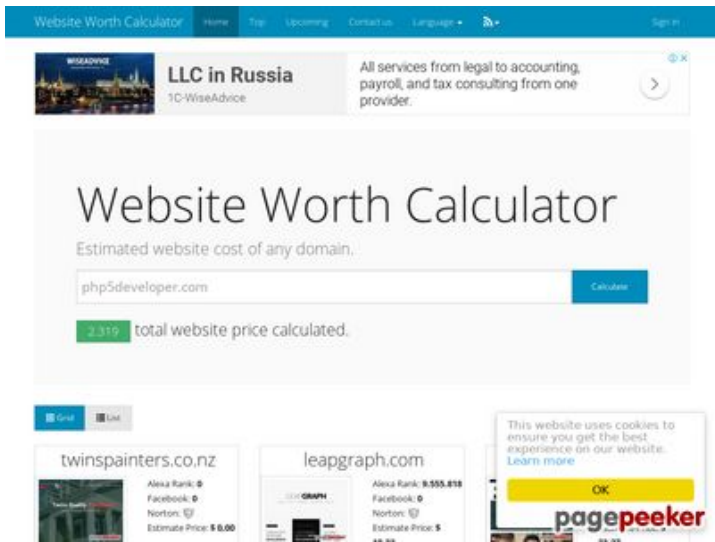 Website Worth Calculator Home Top Upcoming Contact us Language Sign in
WISEADVICE
LLC in Russia
1C-WiseAdvice
All services from legal to accounting,
payroll, and tax consulting from one
provider.
Website Worth Calculator
Estimated website cost of any domain.
php5developer.com Calculate
2.319 total website price calculated.
Grid List
twinspainters.co.nz
Alexa Rank: 0
Facebook: 0
Norton:
Estimate Price: $ 0,00
leapgraph.com
Alexa Rank: 9.555.818
Facebook: 0
Norton:
Estimate Price: $
This website uses cookies to
ensure you get the best
experience on our website.
Learn more
OK
pagepeeker